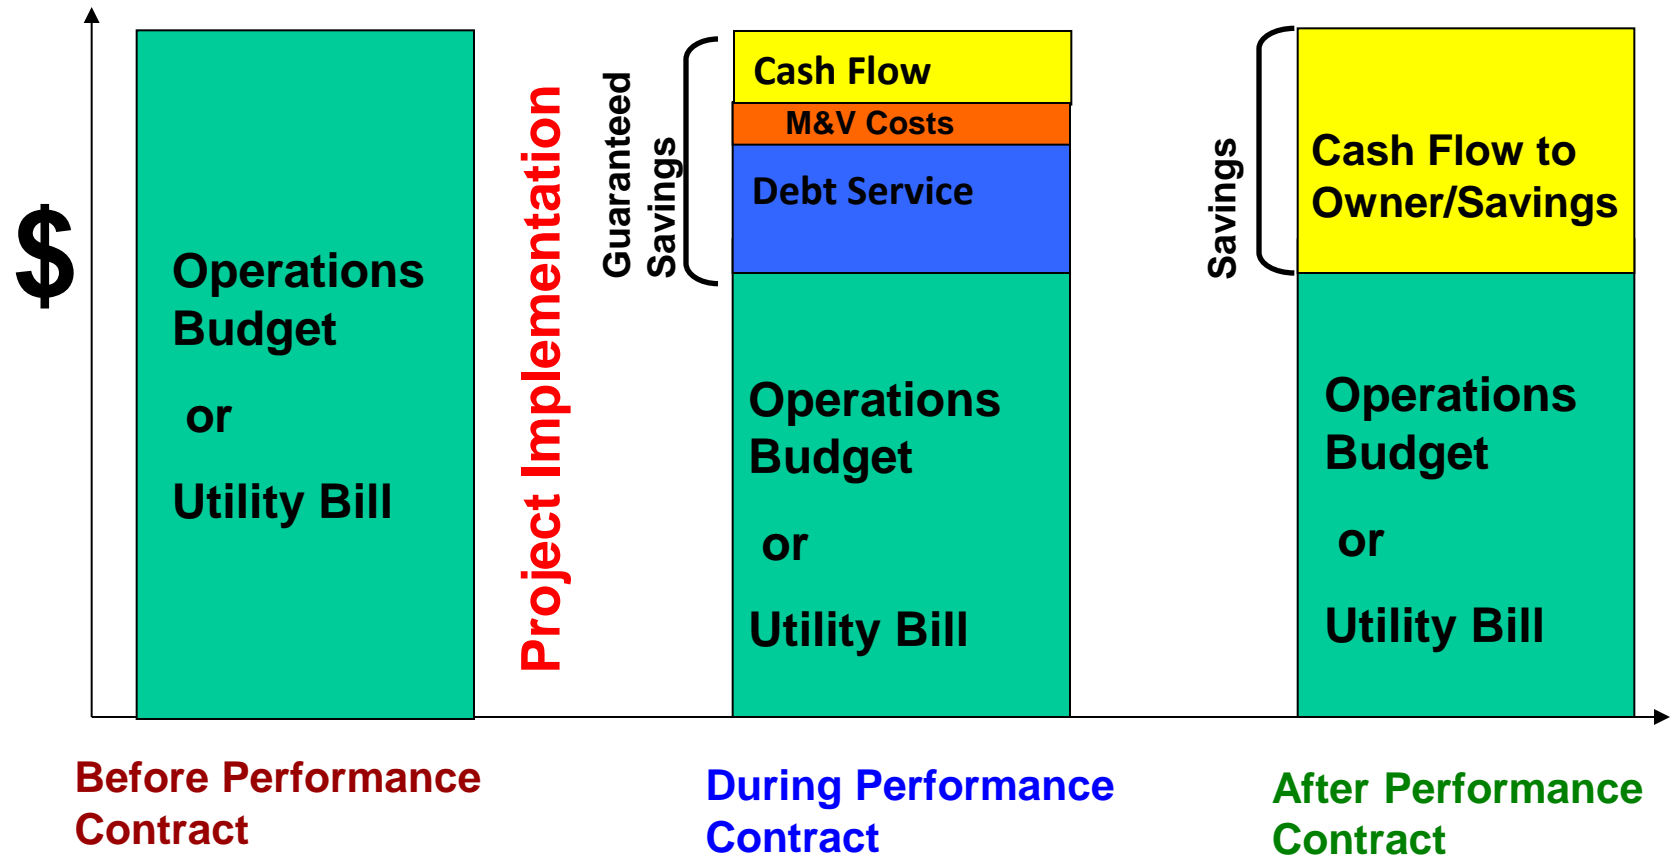 $
Operations
Budget
or
Utility Bill
Project Implementation
Guaranteed
Savings
Cash Flow
M&V Costs
Debt Service
Operations
Budget
or
Utility Bill
Savings
Cash Flow to
Owner/Savings
Operations
Budget
or
Utility Bill
Before Performance
Contract
During Performance
Contract
After Performance
Contract